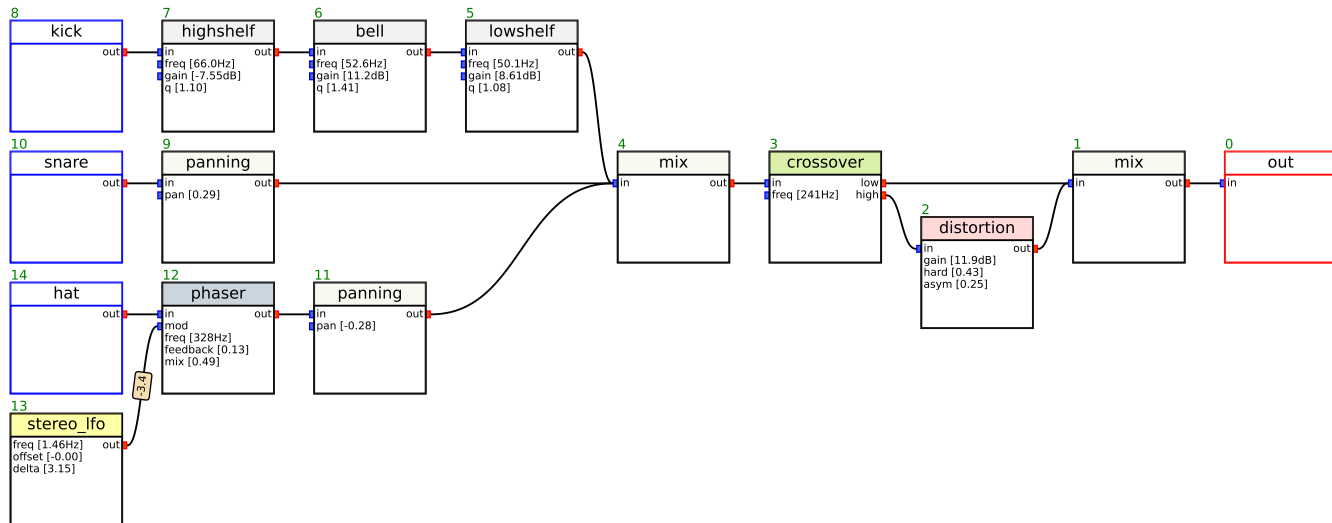 8
kick
out
7
highshelf
in out
freq [66.0Hz]
gain [-7.55dB]
q [1.10]
6
bell
in out
freq [52.6Hz]
gain [11.2dB]
q [1.41]
5
lowshelf
in out
freq [50.1Hz]
gain [8.61dB]
q [1.08]
10
snare
out
9
panning
in out
pan [0.29]
4
mix
in out
3
crossover
in low
freq [241Hz] high
2
distortion
in out
gain [11.9dB]
hard [0.43]
asym [0.25]
1
mix
in out
0
out
in
14
hat
out
12
phaser
in out
mod
freq [328Hz]
feedback [0.13]
mix [0.49]
11
panning
in out
pan [-0.28]
-3.4
13
stereo_lfo
freq [1.46Hz] out
offset [-0.00]
delta [3.15]